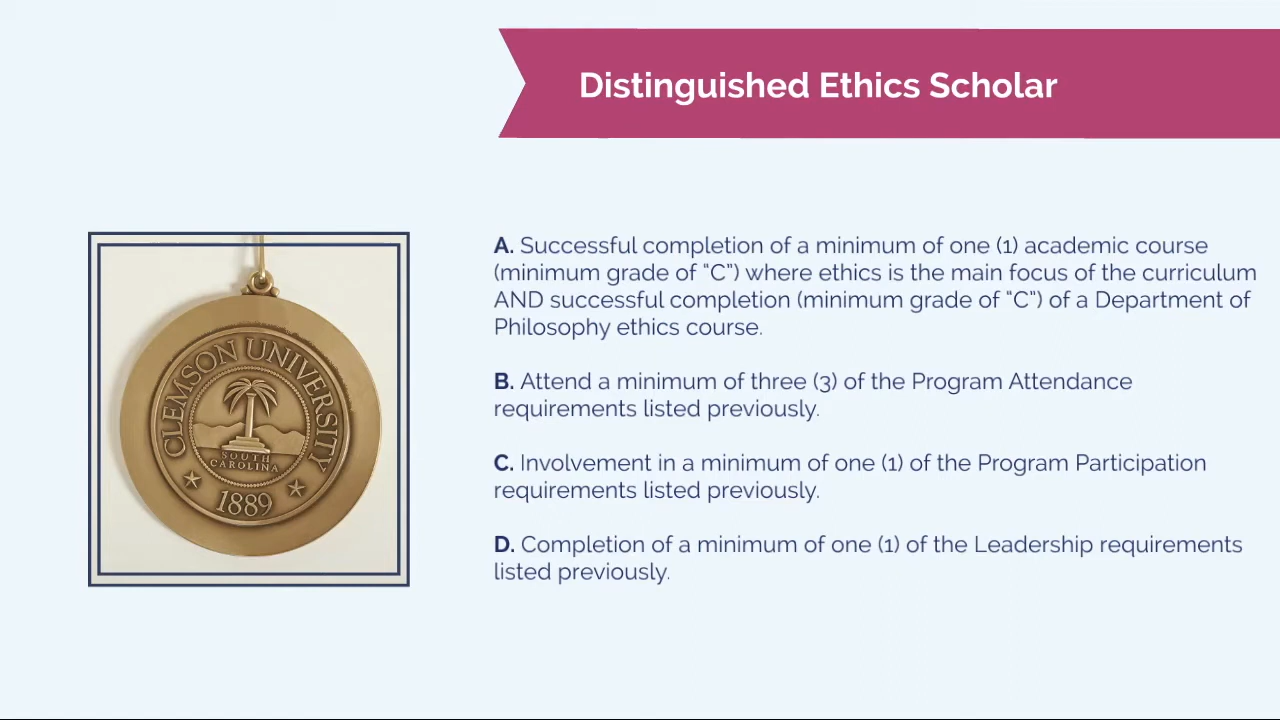 Distinguished Ethics Scholar
A. Successful completion of a minimum of one (1) academic course
(minimum grade of “C”) where ethics is the main focus of the curriculum
AND successful completion (minimum grade of “C”) of a Department of
Philosophy ethics course.
B. Attend a minimum of three (3) of the Program Attendance
requirements listed previously.
C. Involvement in a minimum of one (1) of the Program Participation
requirements listed previously.
D. Completion of a minimum of one (1) of the Leadership requirements
listed previously.
CLEMSON UNIVERSITY
SOUTH
CAROLINA
1889